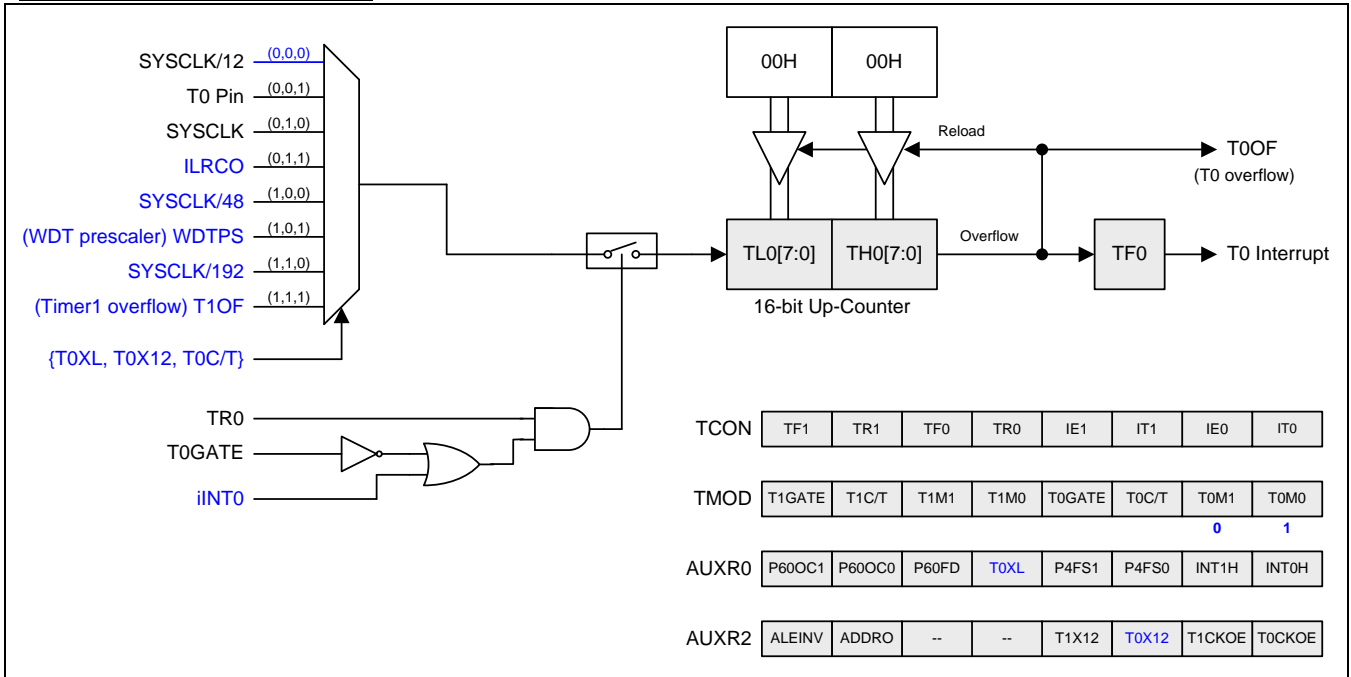 SYSCLK/12 (0,0,0)
T0 Pin (0,0,1)
SYSCLK (0,1,0)
ILRCO (0,1,1)
SYSCLK/48 (1,0,0)
(WDT prescaler) WDTPS (1,0,1)
SYSCLK/192 (1,1,0)
(Timer1 overflow) T1OF (1,1,1)
{T0XL, T0X12, T0C/T}
TR0
T0GATE
iINT0
00H 00H
Reload
T0OF
(T0 overflow)
TL0[7:0] TH0[7:0]
Overflow
TF0
T0 Interrupt
16-bit Up-Counter
TCON TF1 TR1 TF0 TR0 IE1 IT1 IE0 IT0
TMOD T1GATE T1C/T T1M1 T1M0 T0GATE T0C/T T0M1 T0M0
0 1
AUXR0 P60OC1 P60OC0 P60FD T0XL P4FS1 P4FS0 INT1H INT0H
AUXR2 ALEINV ADDRO -- -- T1X12 T0X12 T1CKOE T0CKOE